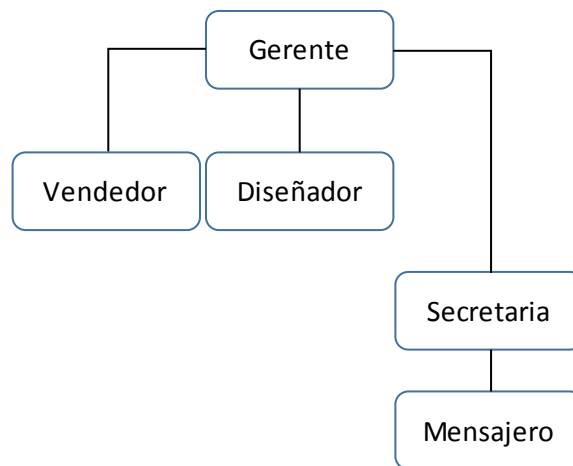 Gerente
Vendedor
Diseñador
Secretaria
Mensajero